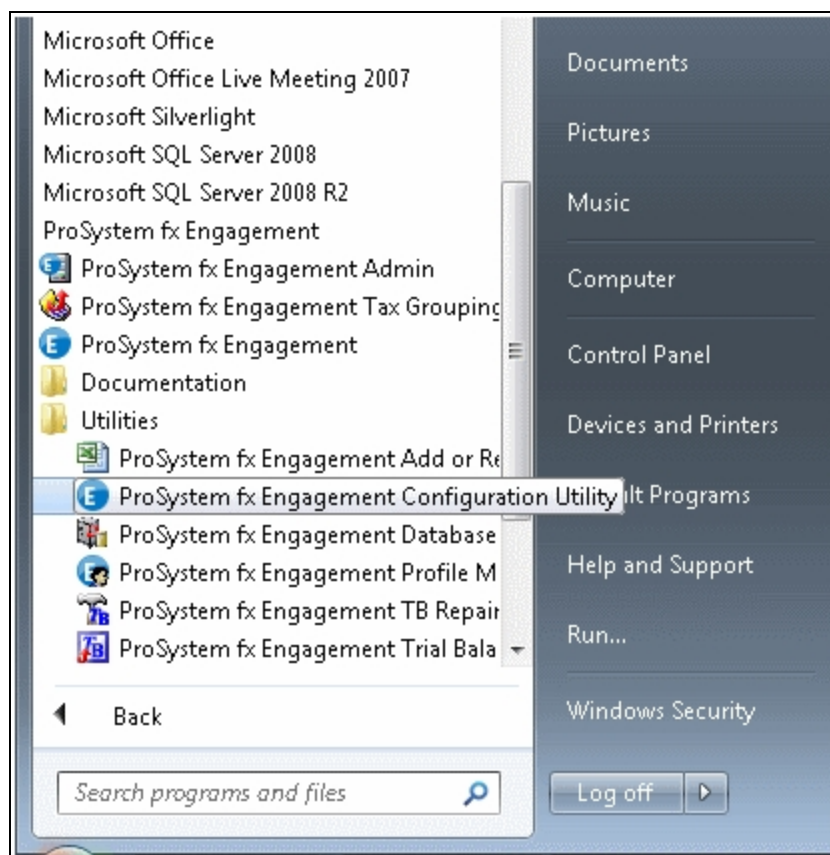 Microsoft Office
Microsoft Office Live Meeting 2007
Microsoft Silverlight
Microsoft SQL Server 2008
Microsoft SQL Server 2008 R2
ProSystem fx Engagement
ProSystem fx Engagement Admin
ProSystem fx Engagement Tax Grouping
ProSystem fx Engagement
Documentation
Utilities
ProSystem fx Engagement Add or Re
ProSystem fx Engagement Configuration Utility
ProSystem fx Engagement Database
ProSystem fx Engagement Profile M
ProSystem fx Engagement TB Repair
ProSystem fx Engagement Trial Bala
Back
Search programs and files
Documents
Pictures
Music
Computer
Control Panel
Devices and Printers
lt Programs
Help and Support
Run...
Windows Security
Log off